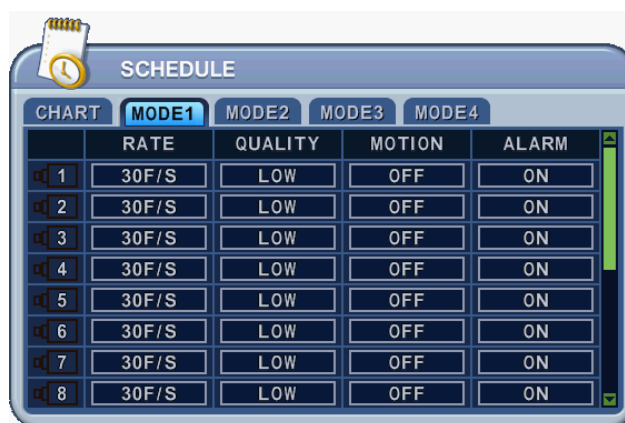 SCHEDULE
CHART MODE1 MODE2 MODE3 MODE4
RATE QUALITY MOTION ALARM
1 30F/S LOW OFF ON
2 30F/S LOW OFF ON
3 30F/S LOW OFF ON
4 30F/S LOW OFF ON
5 30F/S LOW OFF ON
6 30F/S LOW OFF ON
7 30F/S LOW OFF ON
8 30F/S LOW OFF ON